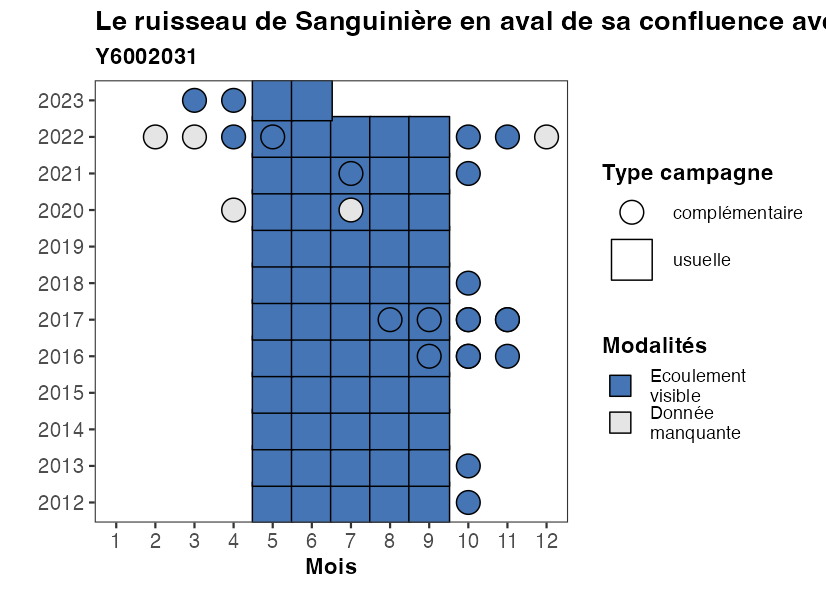 Le ruisseau de Sanguinière en aval de sa confluence
Y6002031
2023
2022
2021
2020
2019
2018
2017
2016
2015
2014
2013
2012
1 2 3 4 5 6 7 8 9 10 11 12
Mois
Type campagne
complémentaire
usuelle
Modalités
Ecoulement
visible
Donnée
manquante